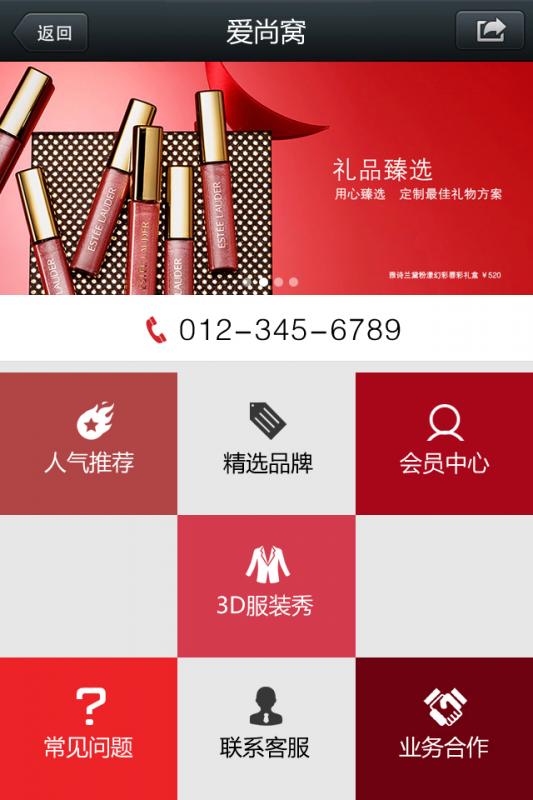 返回
爱尚窝
ESTEE LAUDER
ESTEE LAUDER
ESTEE LAUDER
ESTEE LAUDER
礼品臻选
用心臻选 定制最佳礼物方案
雅诗兰黛粉漾幻彩唇彩礼盒 ￥520
012-345-6789
人气推荐
精选品牌
会员中心
3D服装秀
常见问题
联系客服
业务合作